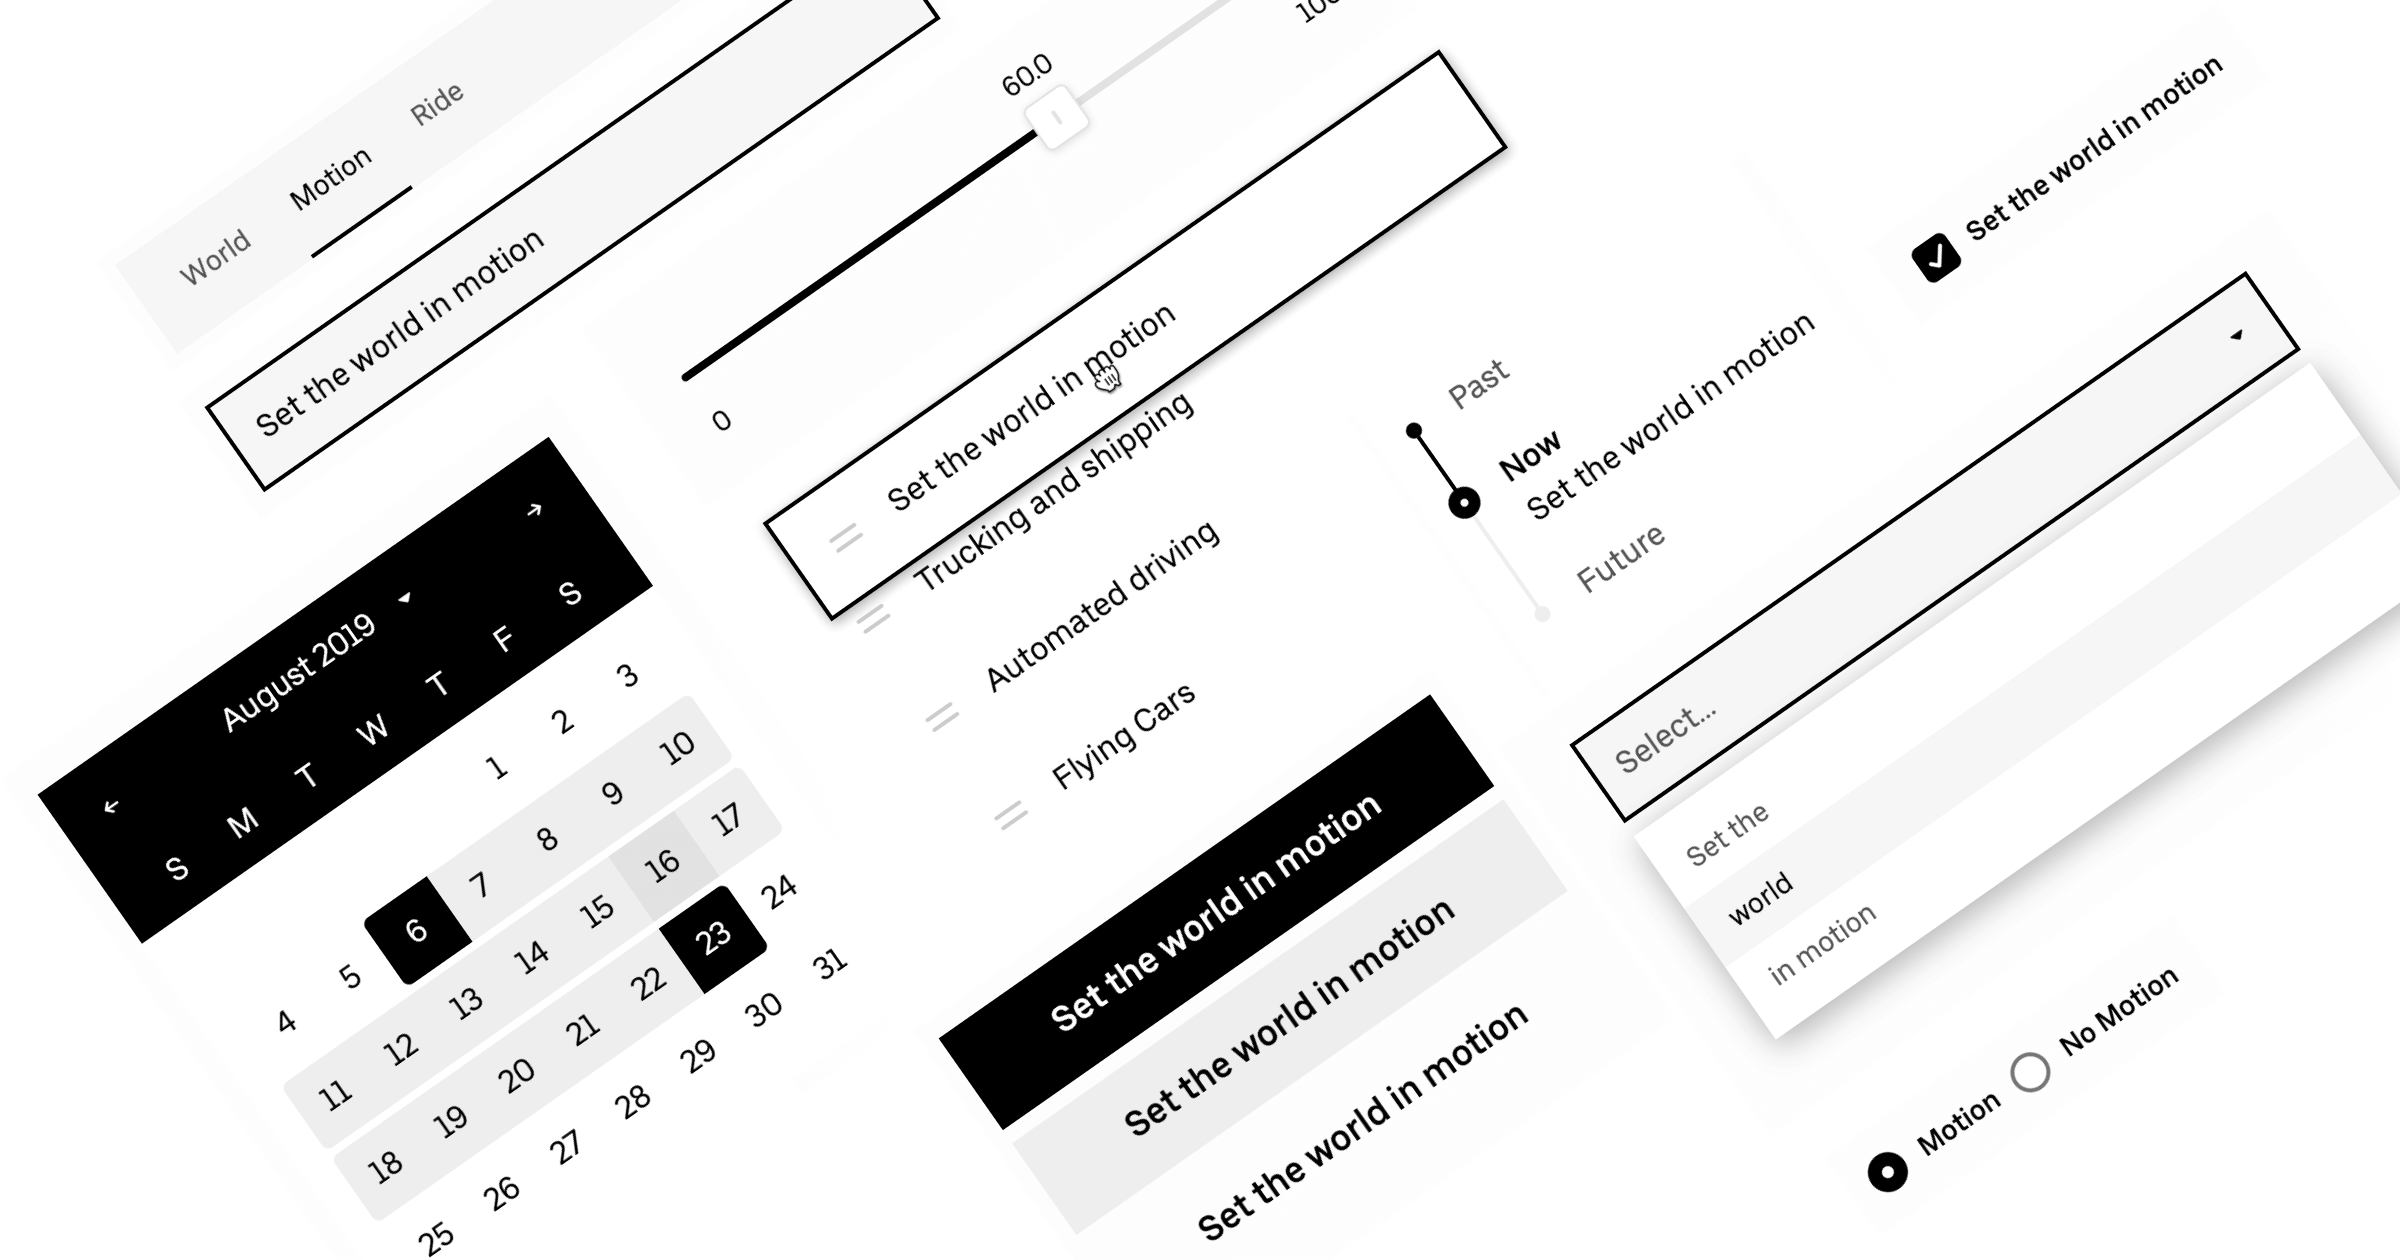 World Motion Ride
Set the world in motion
August 2019
S M T W T F S
1 2 3
4 5 6 7 8 9 10
11 12 13 14 15 16 17
18 19 20 21 22 23 24
25 26 27 28 29 30 31
60.0
0
Set the world in motion
Trucking and shipping
Automated driving
Flying Cars
Set the world in motion
Set the world in motion
Set the world in motion
Past
Now
Set the world in motion
Future
Set the world in motion
Select...
Set the
world
in motion
Motion No Motion